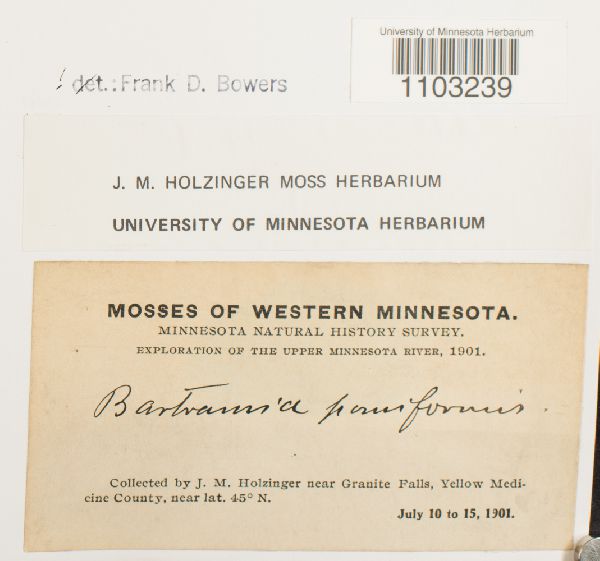 University of Minnesota Herbarium
1103239
! det.: Frank D. Bowers
J. M. HOLZINGER MOSS HERBARIUM
UNIVERSITY OF MINNESOTA HERBARIUM
MOSSES OF WESTERN MINNESOTA.
MINNESOTA NATURAL HISTORY SURVEY.
EXPLORATION OF THE UPPER MINNESOTA RIVER, 1901.
Bartramia pomiformis.
Collected by J. M. Holzinger near Granite Falls, Yellow Medi-
cine County, near lat. 45° N.
July 10 to 15, 1901.